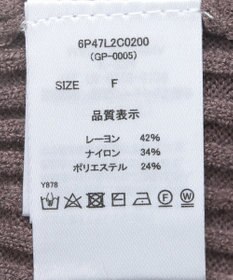 6P47L2C0200
(GP-0005)
SIZE F
品質表示
レーヨン 42%
ナイロン 34%
ポリエステル 24%
Y878